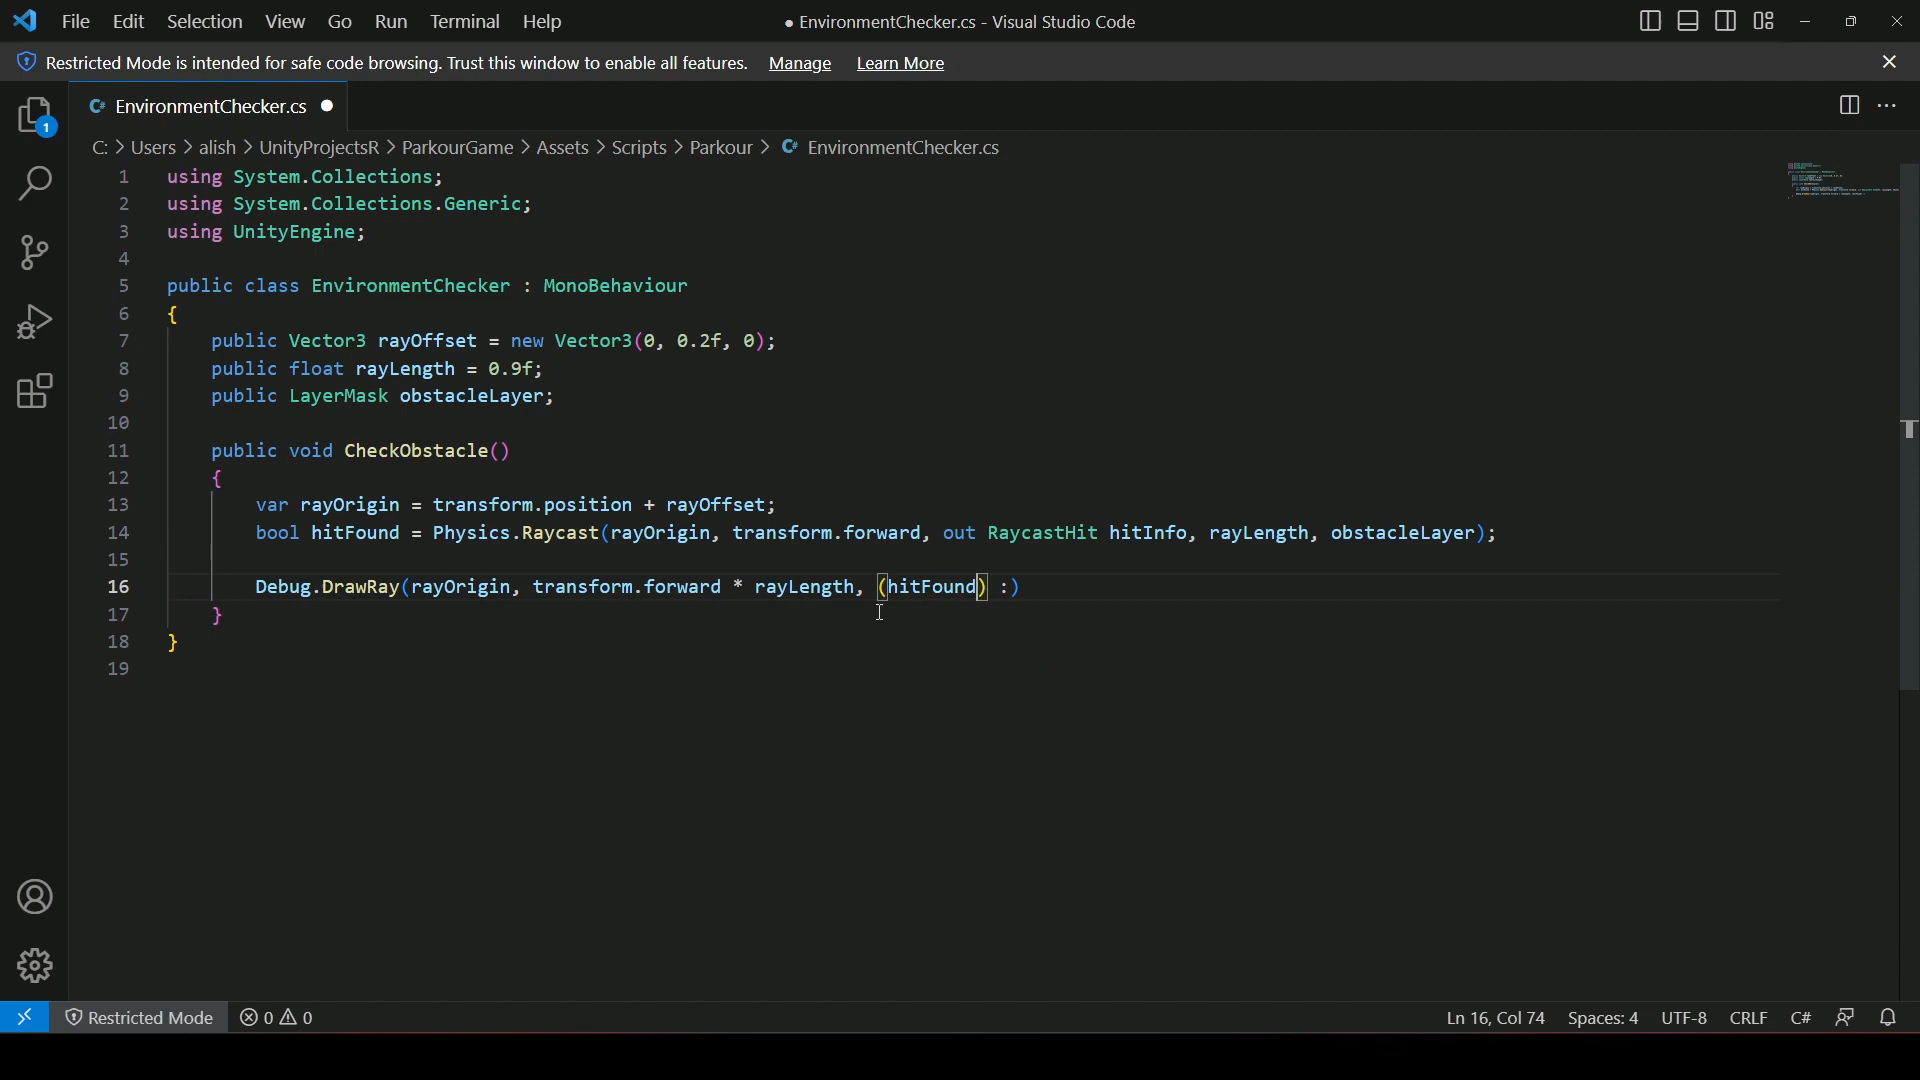 File Edit Selection View Go Run Terminal Help
● EnvironmentChecker.cs - Visual Studio Code
Restricted Mode is intended for safe code browsing. Trust this window to enable all features. Manage Learn More
1
C# EnvironmentChecker.cs
C: > Users > alish > UnityProjectsR > ParkourGame > Assets > Scripts > Parkour > C# EnvironmentChecker.cs
1 using System.Collections;
2 using System.Collections.Generic;
3 using UnityEngine;
4
5 public class EnvironmentChecker : MonoBehaviour
6 {
7 public Vector3 rayOffset = new Vector3(0, 0.2f, 0);
8 public float rayLength = 0.9f;
9 public LayerMask obstacleLayer;
10
11 public void CheckObstacle()
12 {
13 var rayOrigin = transform.position + rayOffset;
14 bool hitFound = Physics.Raycast(rayOrigin, transform.forward, out RaycastHit hitInfo, rayLength, obstacleLayer);
15
16 Debug.DrawRay(rayOrigin, transform.forward * rayLength, (hitFound) :)
17 }
18 }
19
Restricted Mode 0 0 Ln 16, Col 74 Spaces: 4 UTF-8 CRLF C#